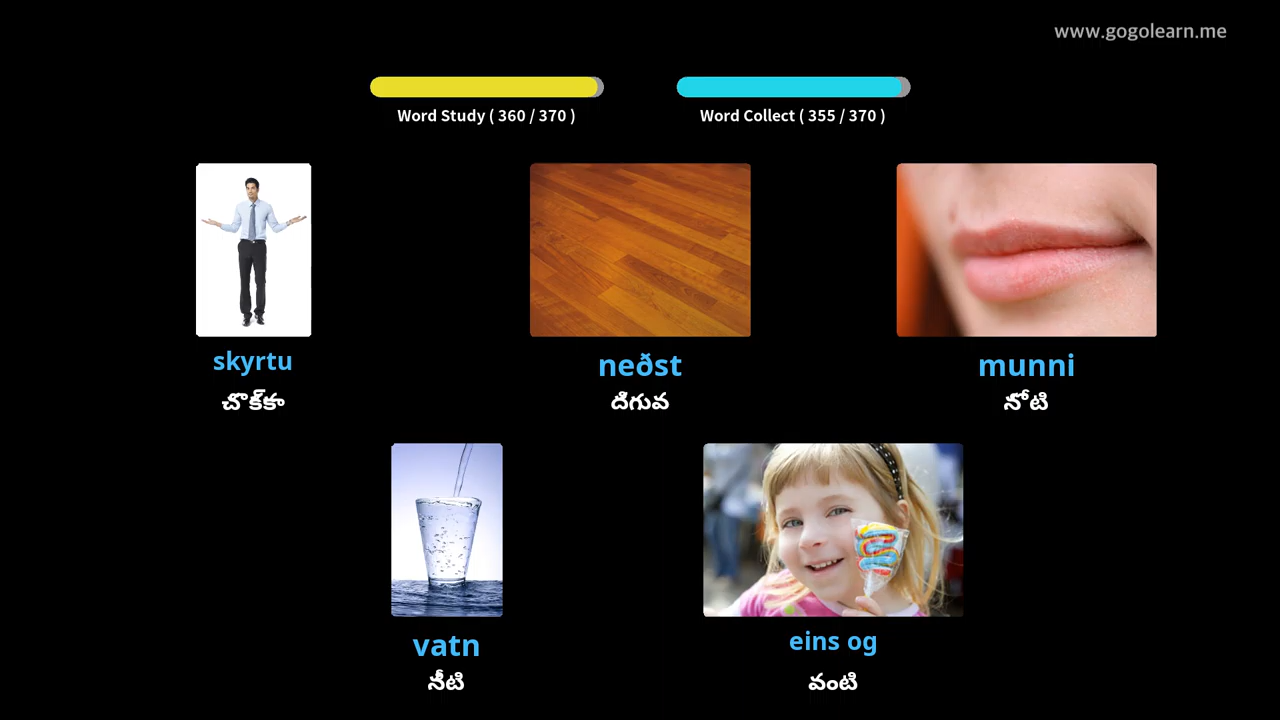 www.gogolearn.me
Word Study ( 360 / 370 )
Word Collect ( 355 / 370 )
skyrtu
చొక్కా
neðst
దిగువ
munni
నోటి
vatn
నీటి
eins og
వంటి